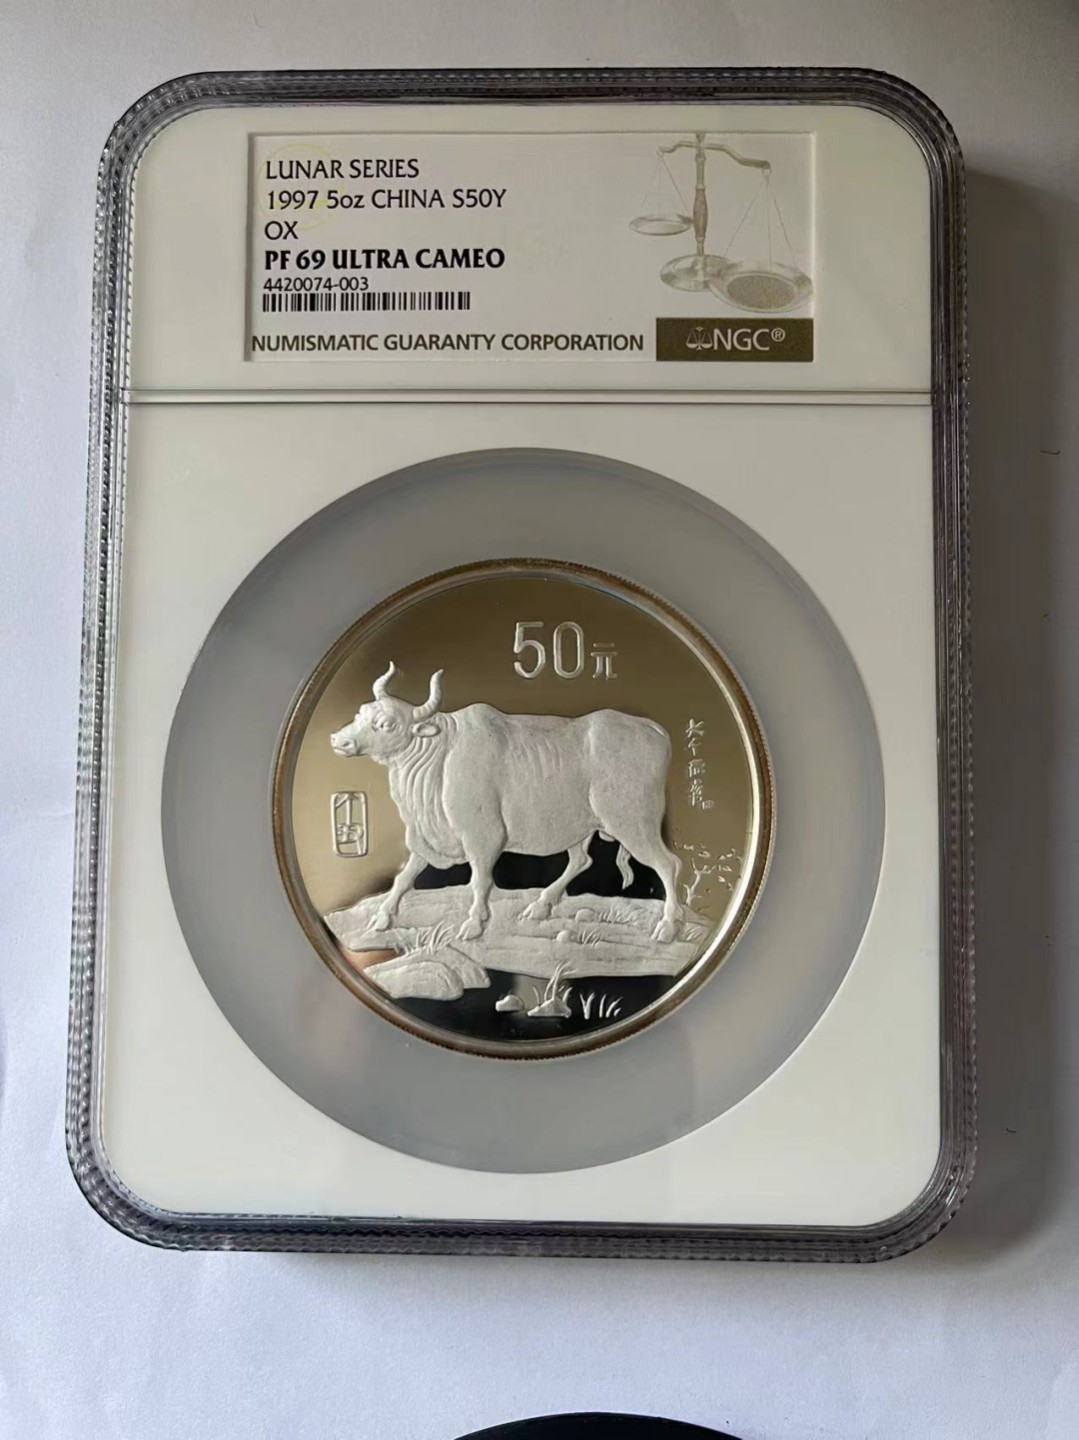 LUNAR SERIES
1997 5oz CHINA S50Y
OX
PF 69 ULTRA CAMEO
4420074-003
NUMISMATIC GUARANTY CORPORATION
NGC®
50元